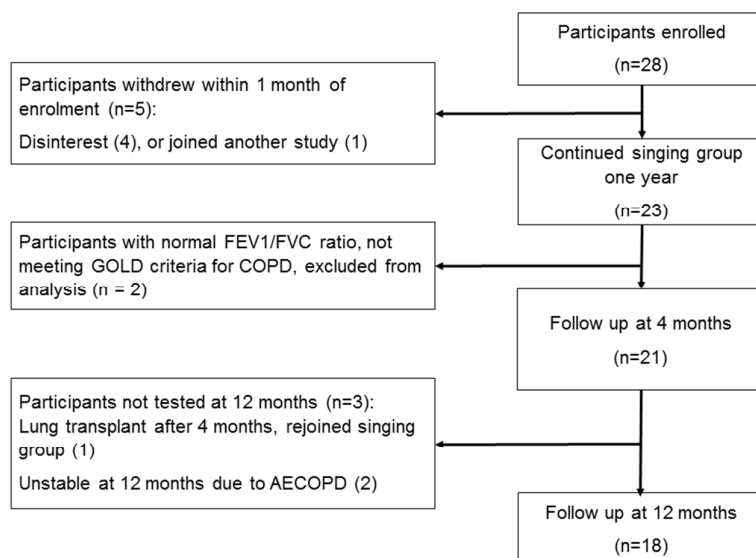 Participants enrolled
(n=28)
Participants withdrew within 1 month of
enrolment (n=5):
Disinterest (4), or joined another study (1)
Continued singing group
one year
(n=23)
Participants with normal FEV1/FVC ratio, not
meeting GOLD criteria for COPD, excluded from
analysis (n = 2)
Follow up at 4 months
(n=21)
Participants not tested at 12 months (n=3):
Lung transplant after 4 months, rejoined singing
group (1)
Unstable at 12 months due to AECOPD (2)
Follow up at 12 months
(n=18)